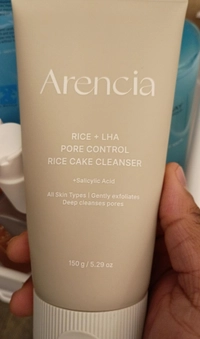 Arencia
RICE + LHA
PORE CONTROL
RICE CAKE CLEANSER
+Salicylic Acid
All Skin Types | Gently exfoliates
Deep cleanses pores
150 g / 5.29 oz